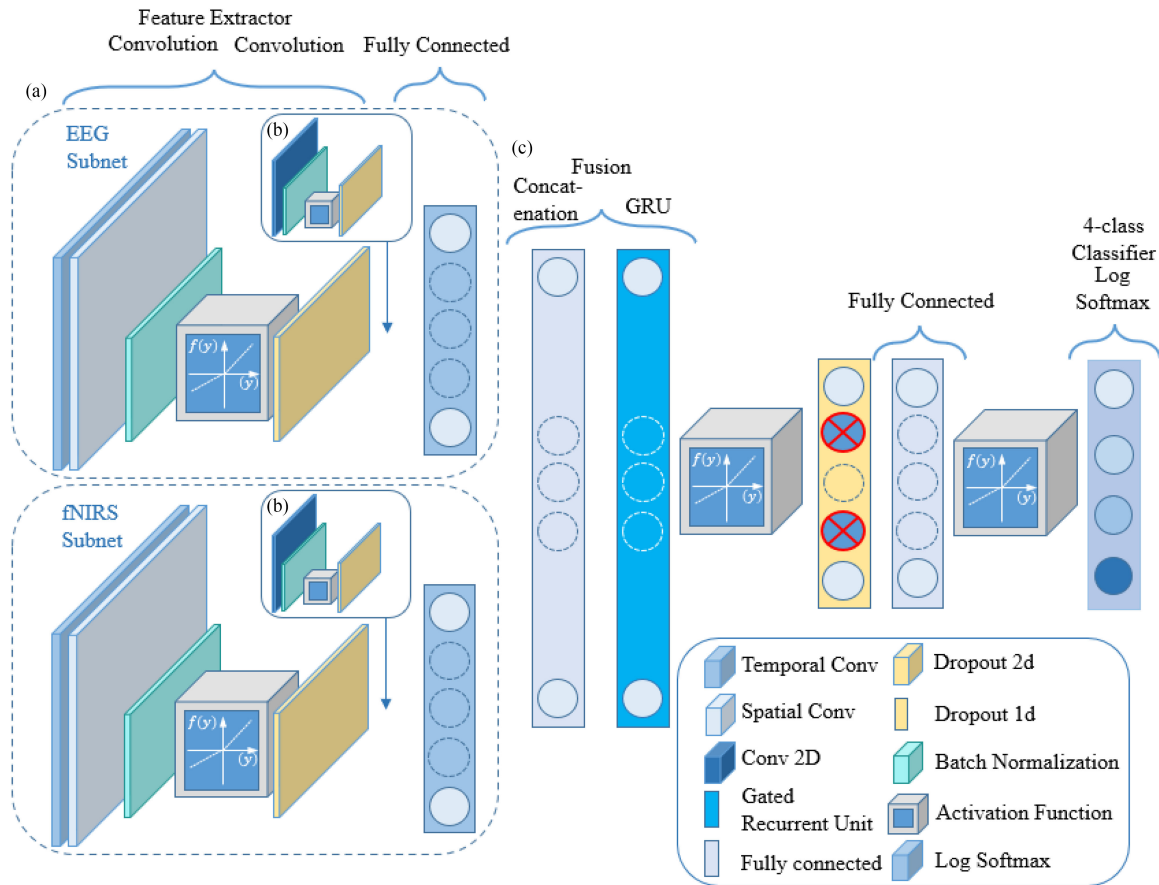 Feature Extractor
Convolution Convolution
Fully Connected
(a)
EEG
Subnet
(b)
f(y)
(y)
fNIRS
Subnet
(b)
f(y)
(y)
(c)
Fusion
Concat-
enation
GRU
f(y)
(y)
Fully Connected
f(y)
(y)
4-class
Classifier
Log
Softmax
Temporal Conv
Spatial Conv
Conv 2D
Gated
Recurrent Unit
Fully connected
Dropout 2d
Dropout 1d
Batch Normalization
Activation Function
Log Softmax